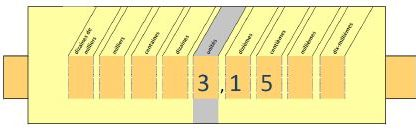 dizaines de milliers
milliers
centaines
dizaines
unités
dixièmes
centièmes
millièmes
dix-millièmes
3,15